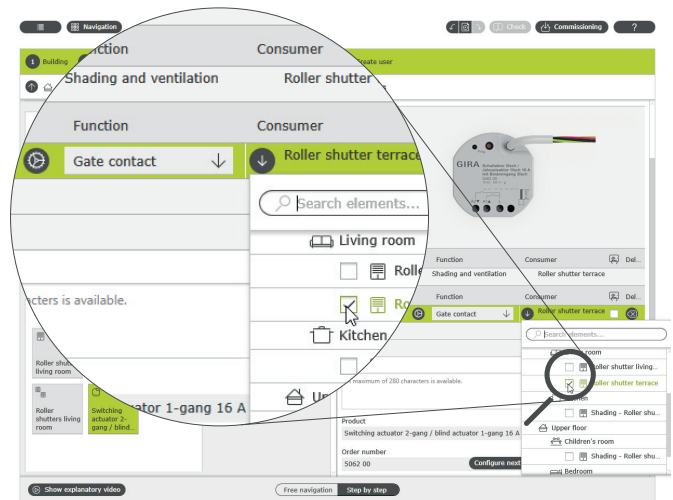 Navigation
Check
Commissioning
?
1 Building
Create user
Function
Consumer
Shading and ventilation
Roller shutter
Function
Consumer
Gate contact
Roller shutter terrace
Search elements...
Living room
Kitchen
characters is available.
Roller shutters living room
Switching actuator 2-gang / blind...
actuator 1-gang 16 A
GIRA
Function
Consumer
Del...
Shading and ventilation
Roller shutter terrace
Function
Consumer
Del...
Gate contact
Roller shutter terrace
Search elements...
room
Roller shutter living...
Roller shutter terrace
Shading - Roller shu...
Upper floor
Children's room
Shading - Roller shu...
Bedroom
maximum of 280 characters is available.
Product
Switching actuator 2-gang / blind actuator 1-gang 16 A
Order number
5062 00
Configure next
Show explanatory video
Free navigation
Step by step